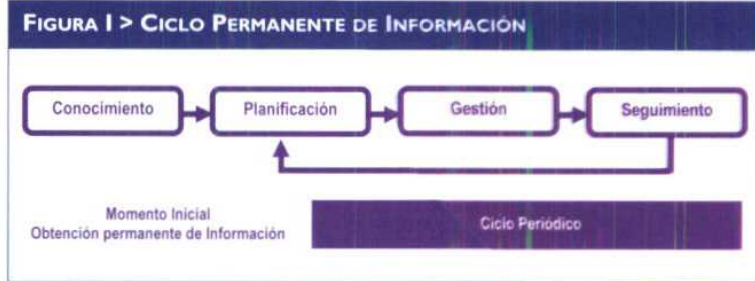 FIGURA I > CICLO PERMANENTE DE INFORMACIÓN
Conocimiento Planificación Gestión Seguimiento
Momento Inicial
Obtención permanente de Información
Ciclo Periódico